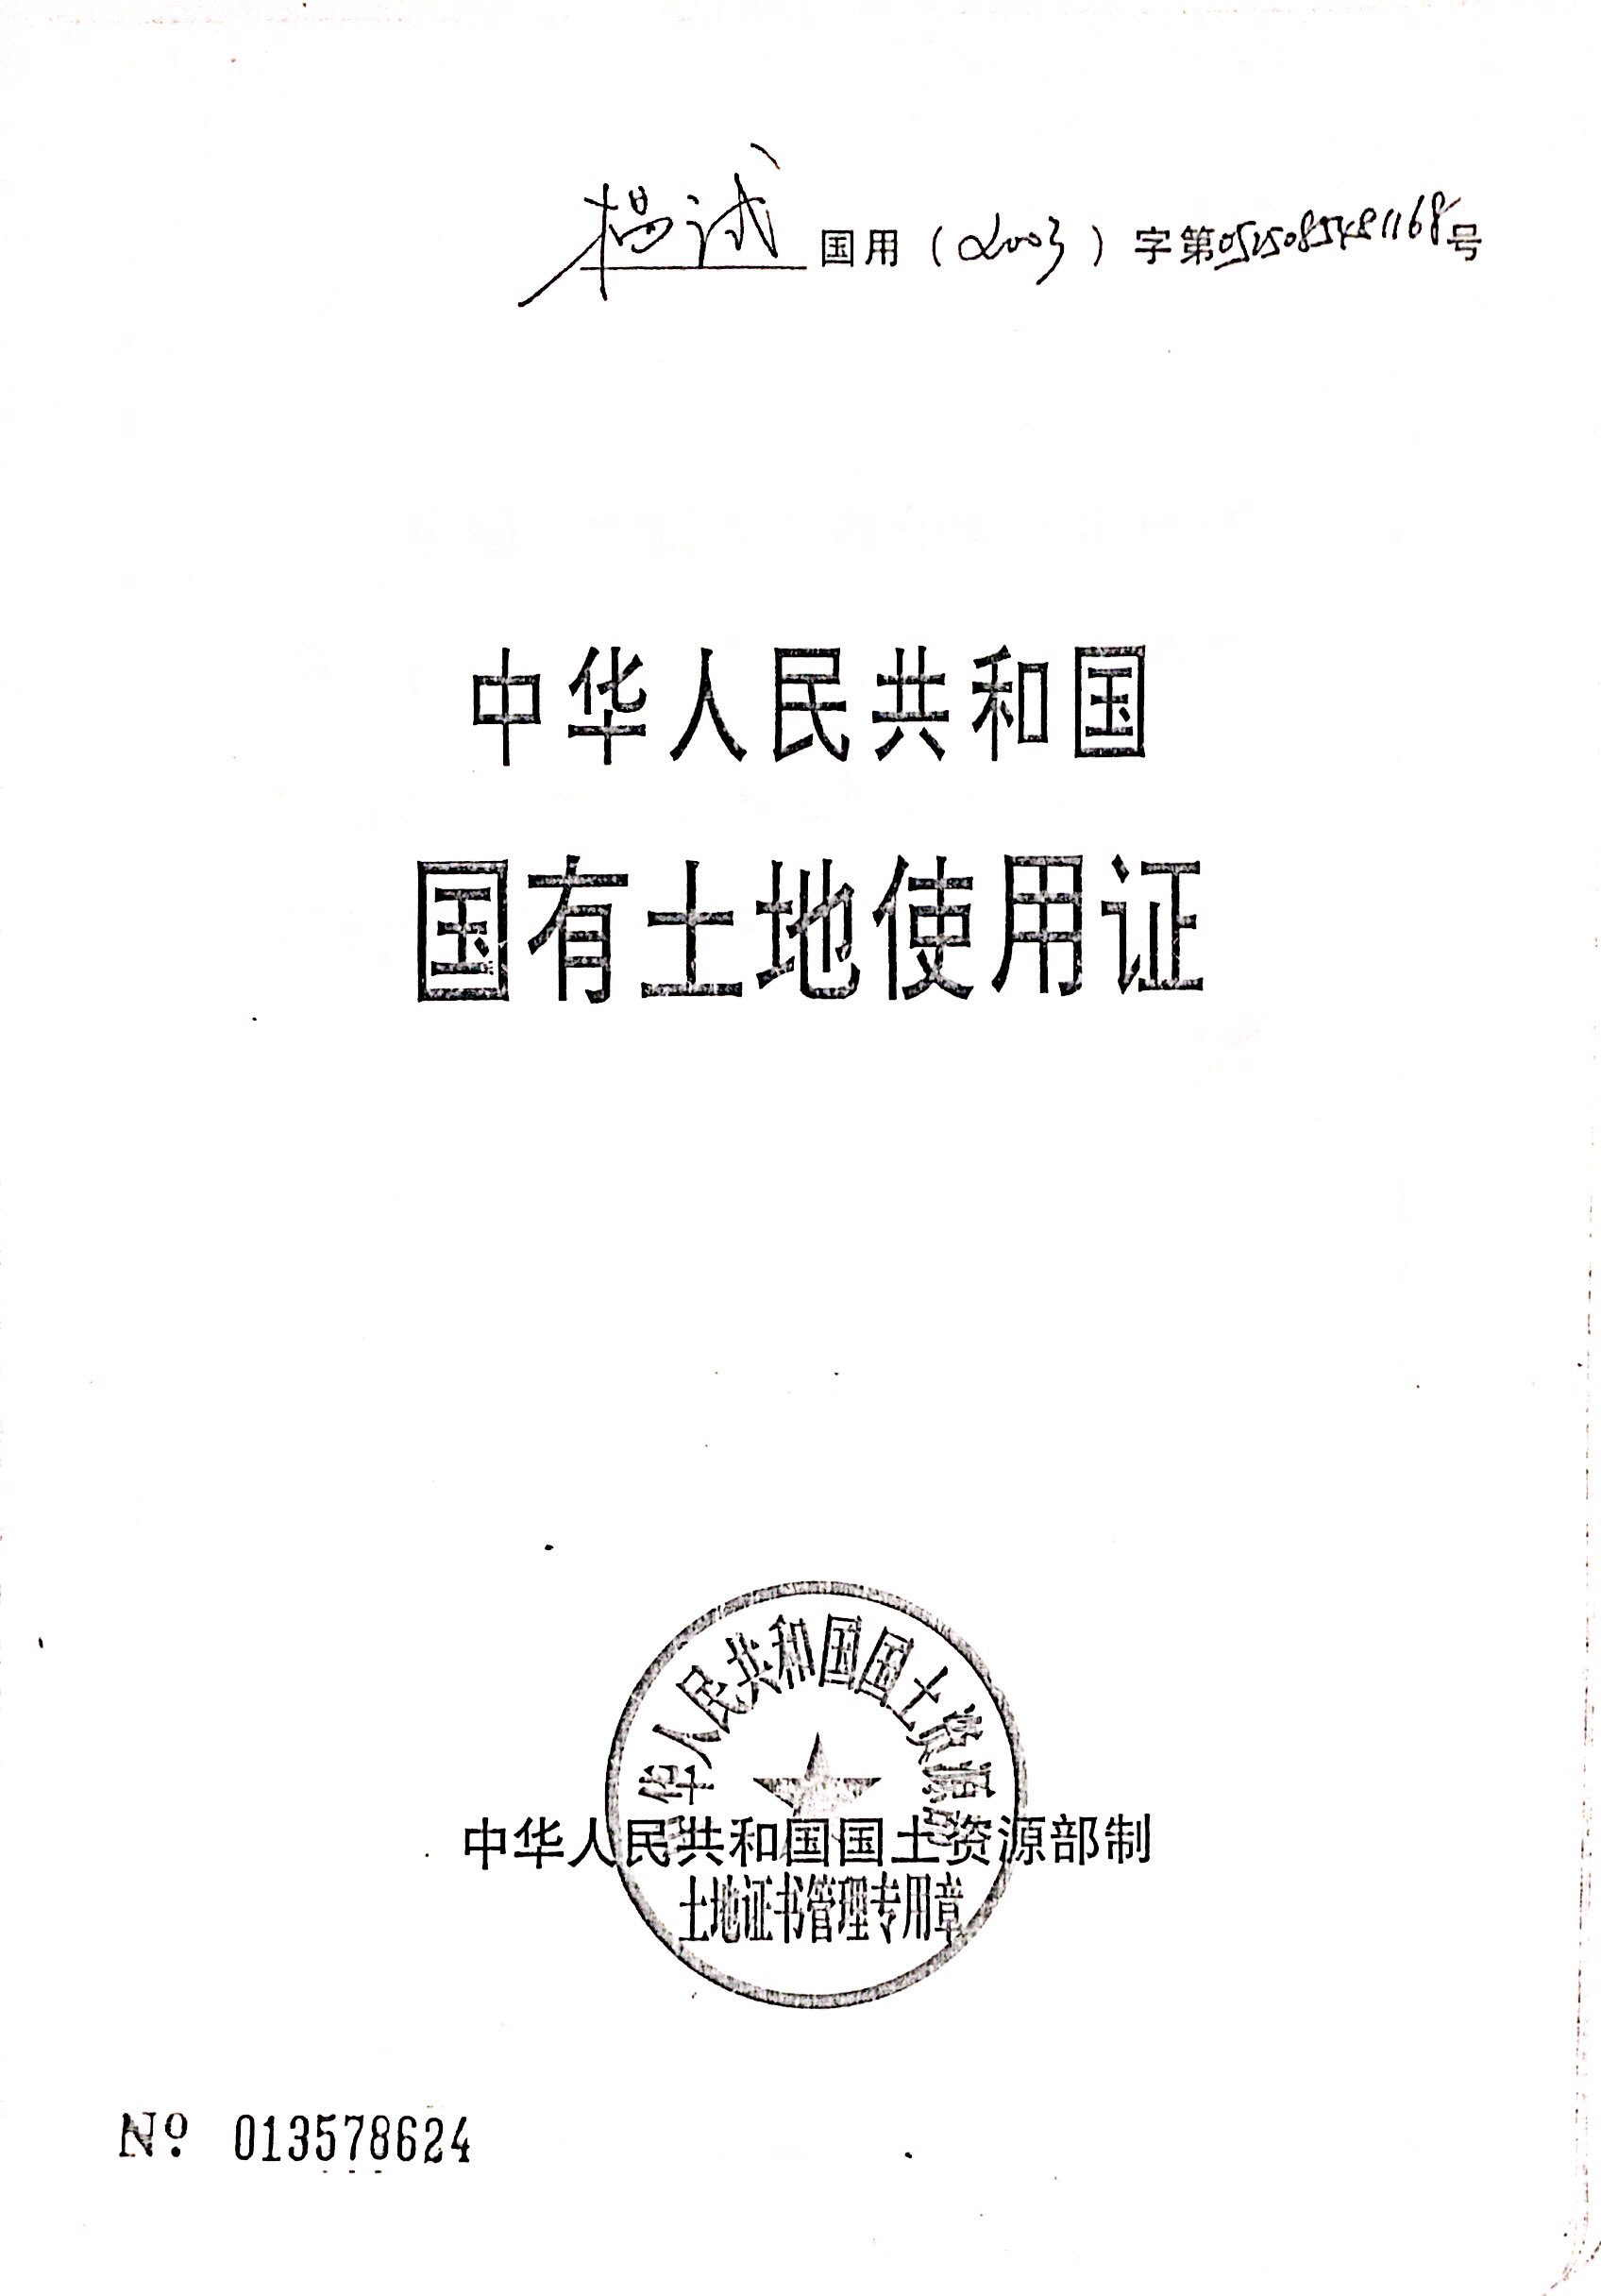 杨诚 国用（2003）字第0525085481168号
中华人民共和国
国有土地使用证
中华人民共和国国土资源部
中华人民共和国国土资源部制
土地证书管理专用章
No 013578624